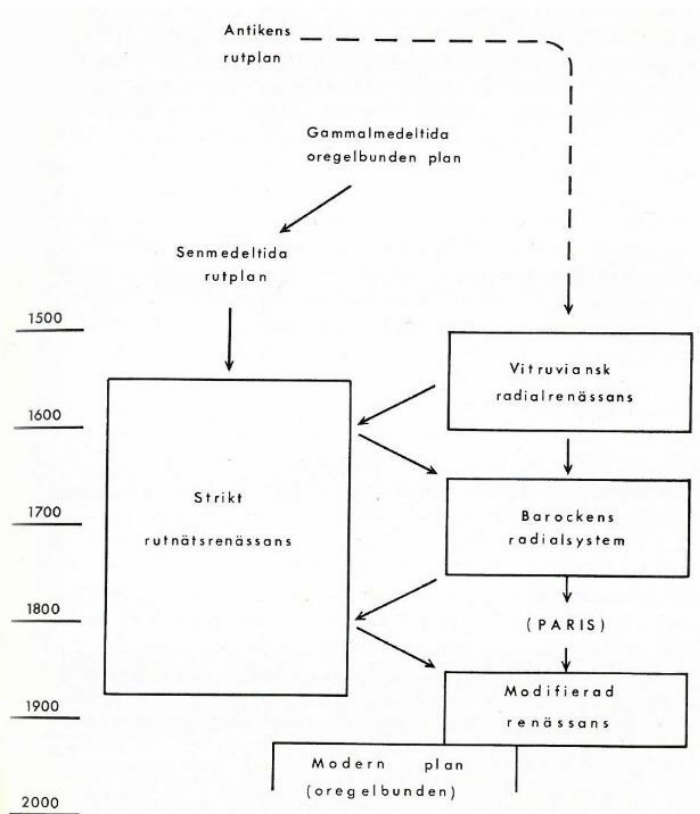 Antikens
rutplan
Gammalmedeltida
oregelbunden plan
Senmedeltida
rutplan
1500
Vitruviansk
radialrenässans
1600
Strikt
rutnätsrenässans
1700
Barockens
radialsystem
1800
(PARIS)
Modifierad
renässans
1900
Modern plan
(oregelbunden)
2000